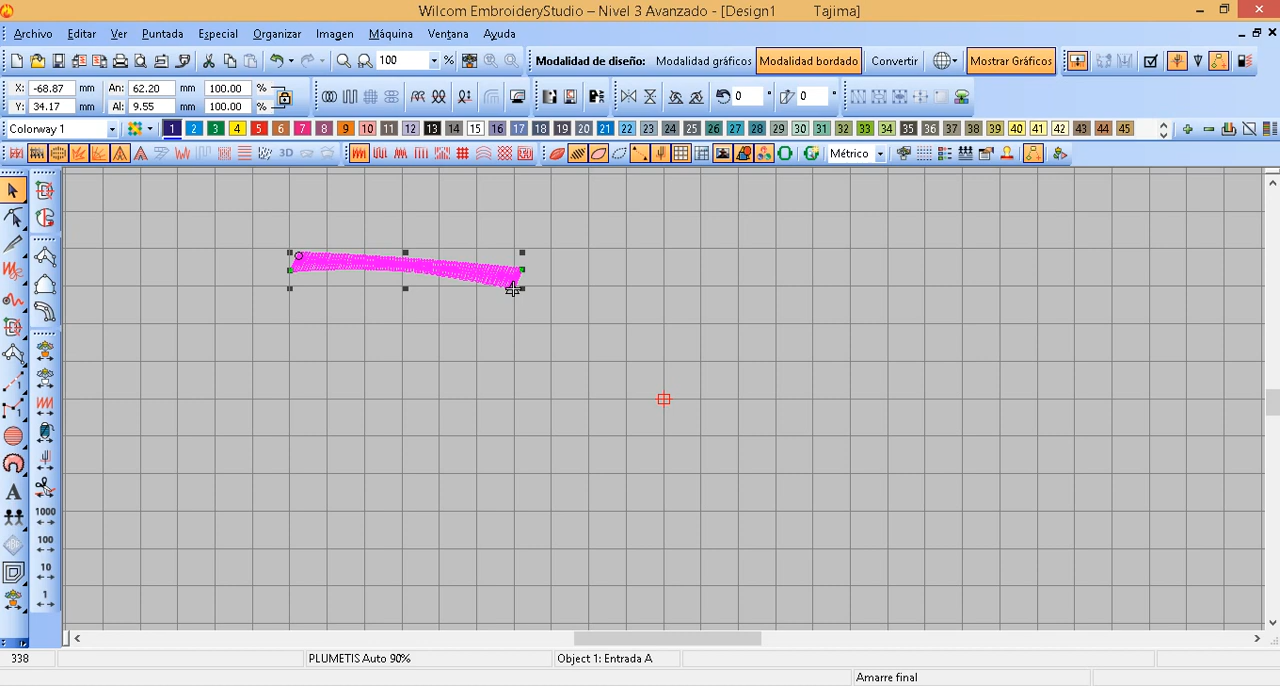 Wilcom EmbroideryStudio – Nivel 3 Avanzado - [Design1 Tajima]
Archivo Editar Ver Puntada Especial Organizar Imagen Máquina Ventana Ayuda
100 % Modalidad de diseño: Modalidad gráficos Modalidad bordado Convertir Mostrar Gráficos
X: -68.87 mm An: 62.20 mm 100.00 % 0 ° 0 °
Y: 34.17 mm Al: 9.55 mm 100.00 %
Colorway 1 1 2 3 4 5 6 7 8 9 10 11 12 13 14 15 16 17 18 19 20 21 22 23 24 25 26 27 28 29 30 31 32 33 34 35 36 37 38 39 40 41 42 43 44 45
3D Métrico
A
1000
100
10
1
338 PLUMETIS Auto 90% Object 1: Entrada A
Amarre final